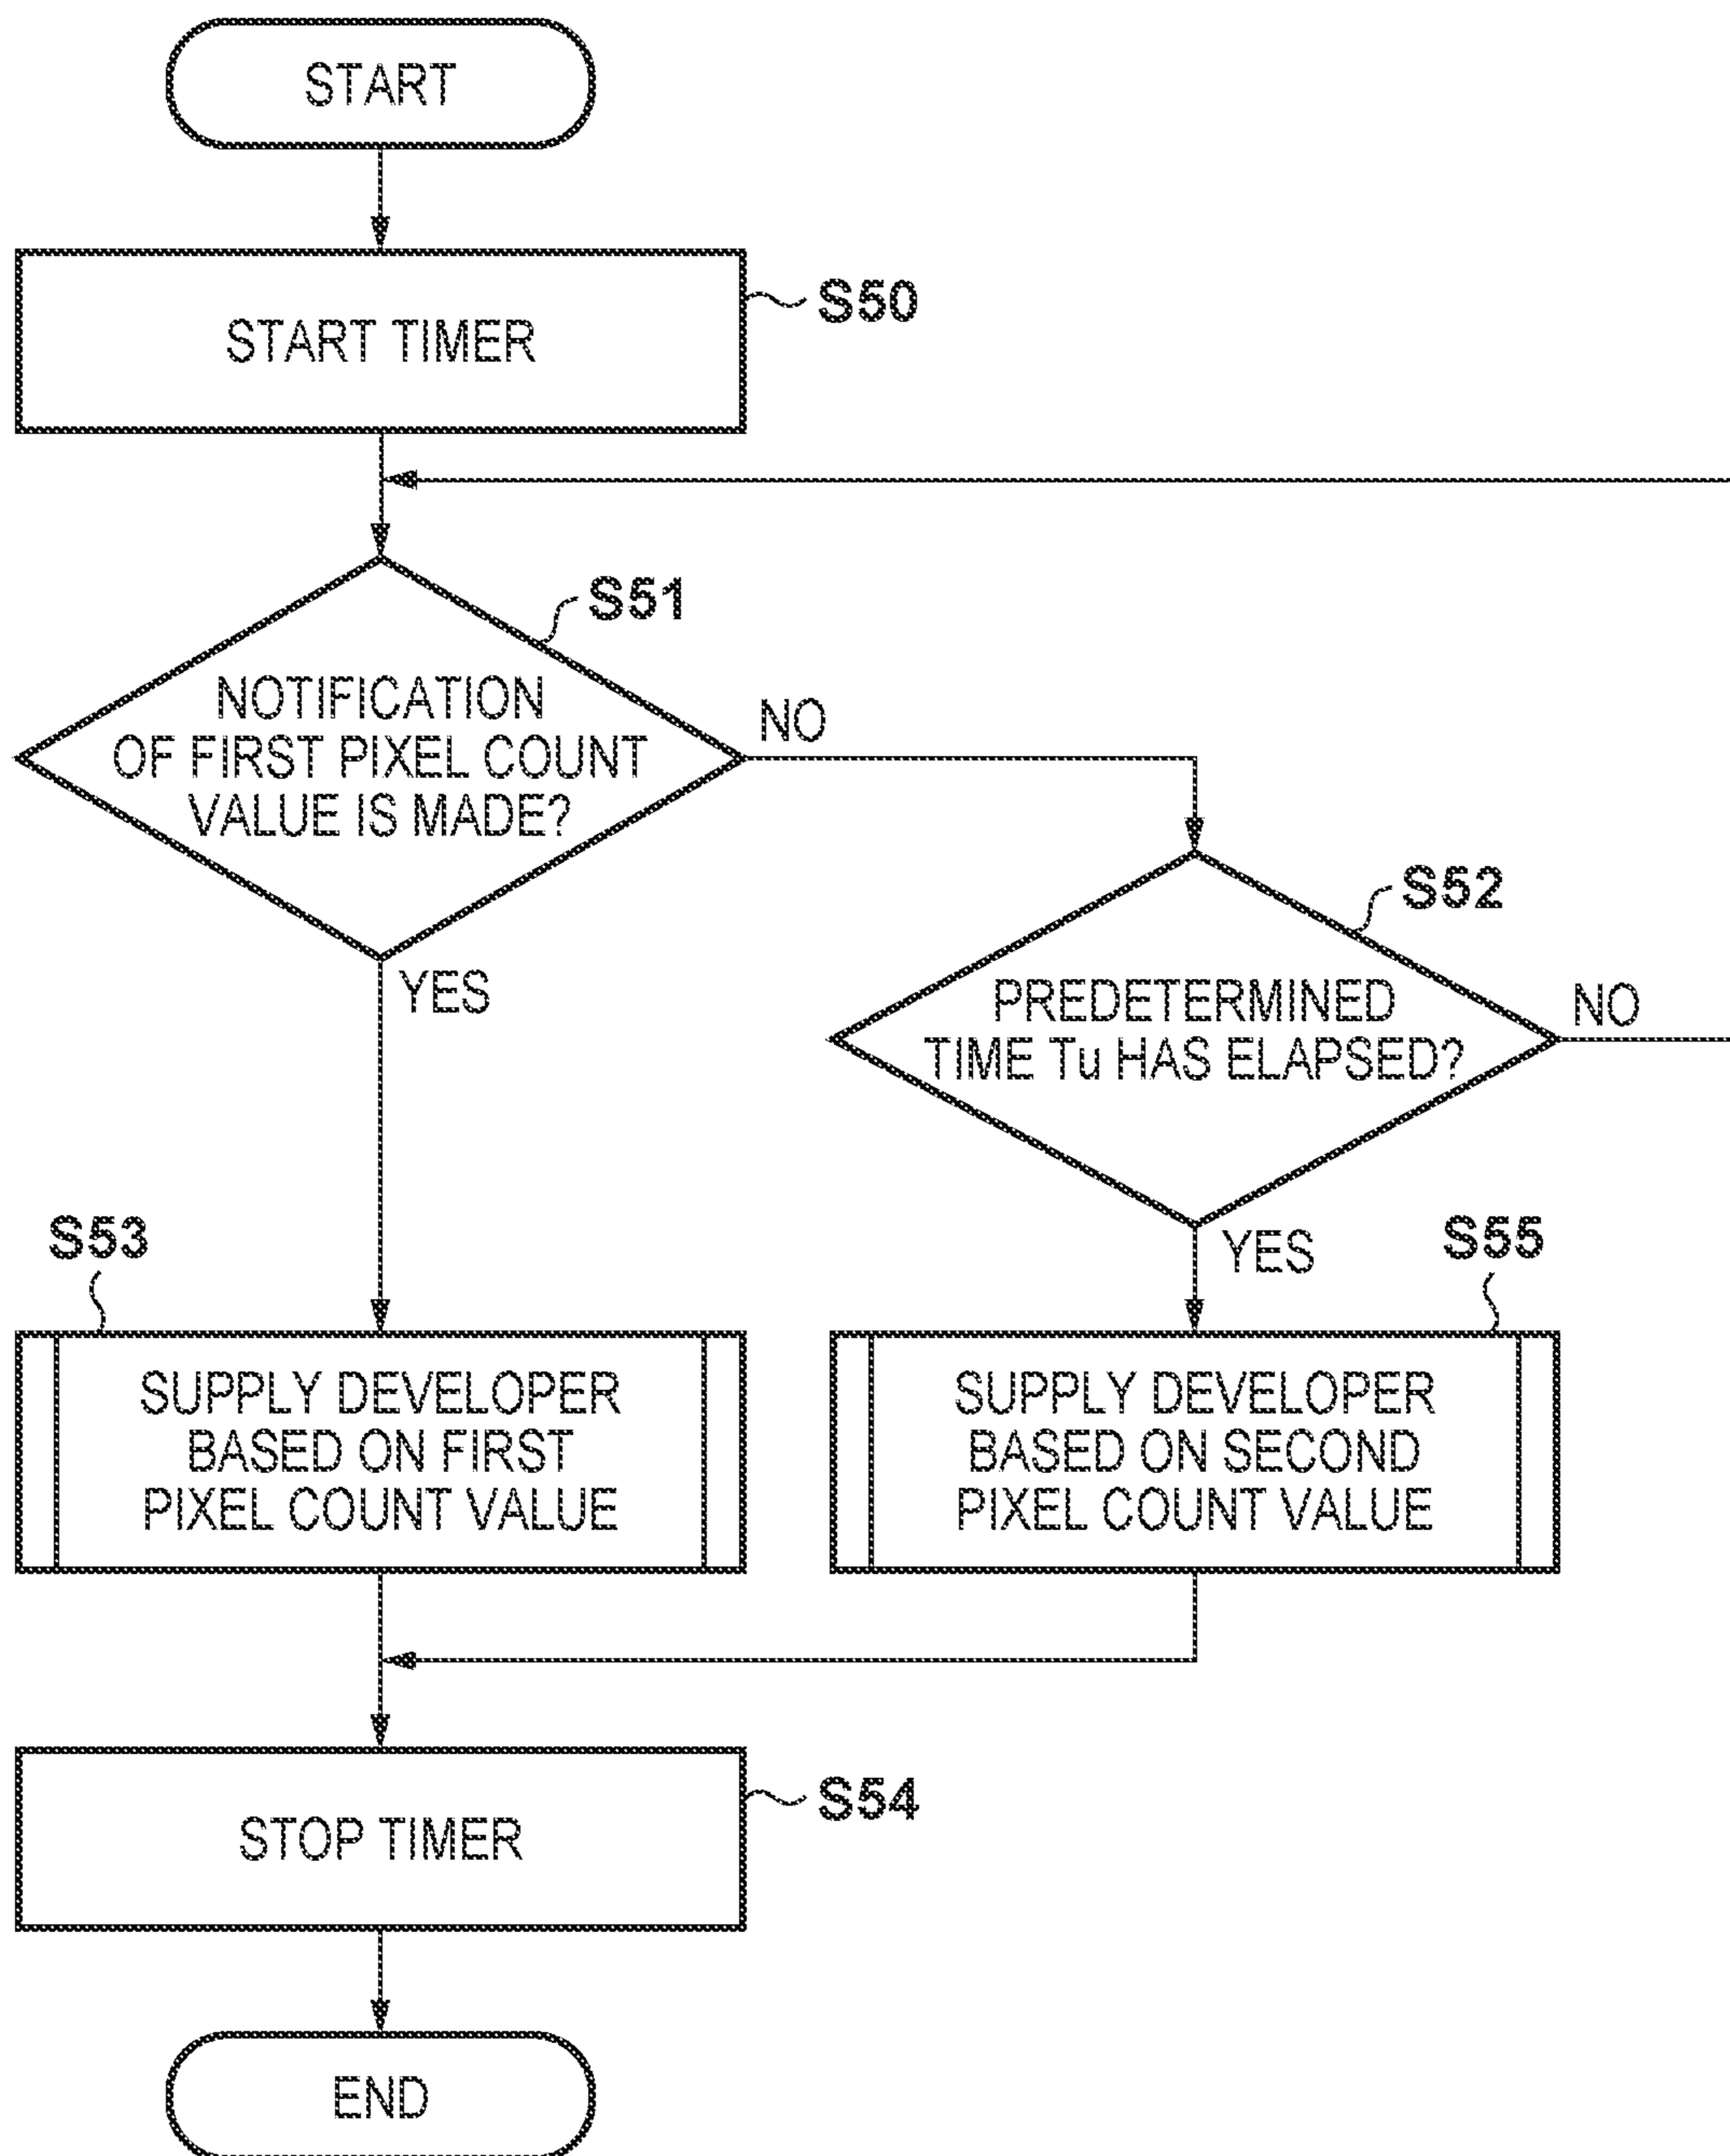 START
START TIMER
S50
S51
NOTIFICATION
OF FIRST PIXEL COUNT
VALUE IS MADE?
NO
YES
S52
PREDETERMINED
TIME Tu HAS ELAPSED?
NO
YES
S53
SUPPLY DEVELOPER
BASED ON FIRST
PIXEL COUNT VALUE
S55
SUPPLY DEVELOPER
BASED ON SECOND
PIXEL COUNT VALUE
STOP TIMER
S54
END